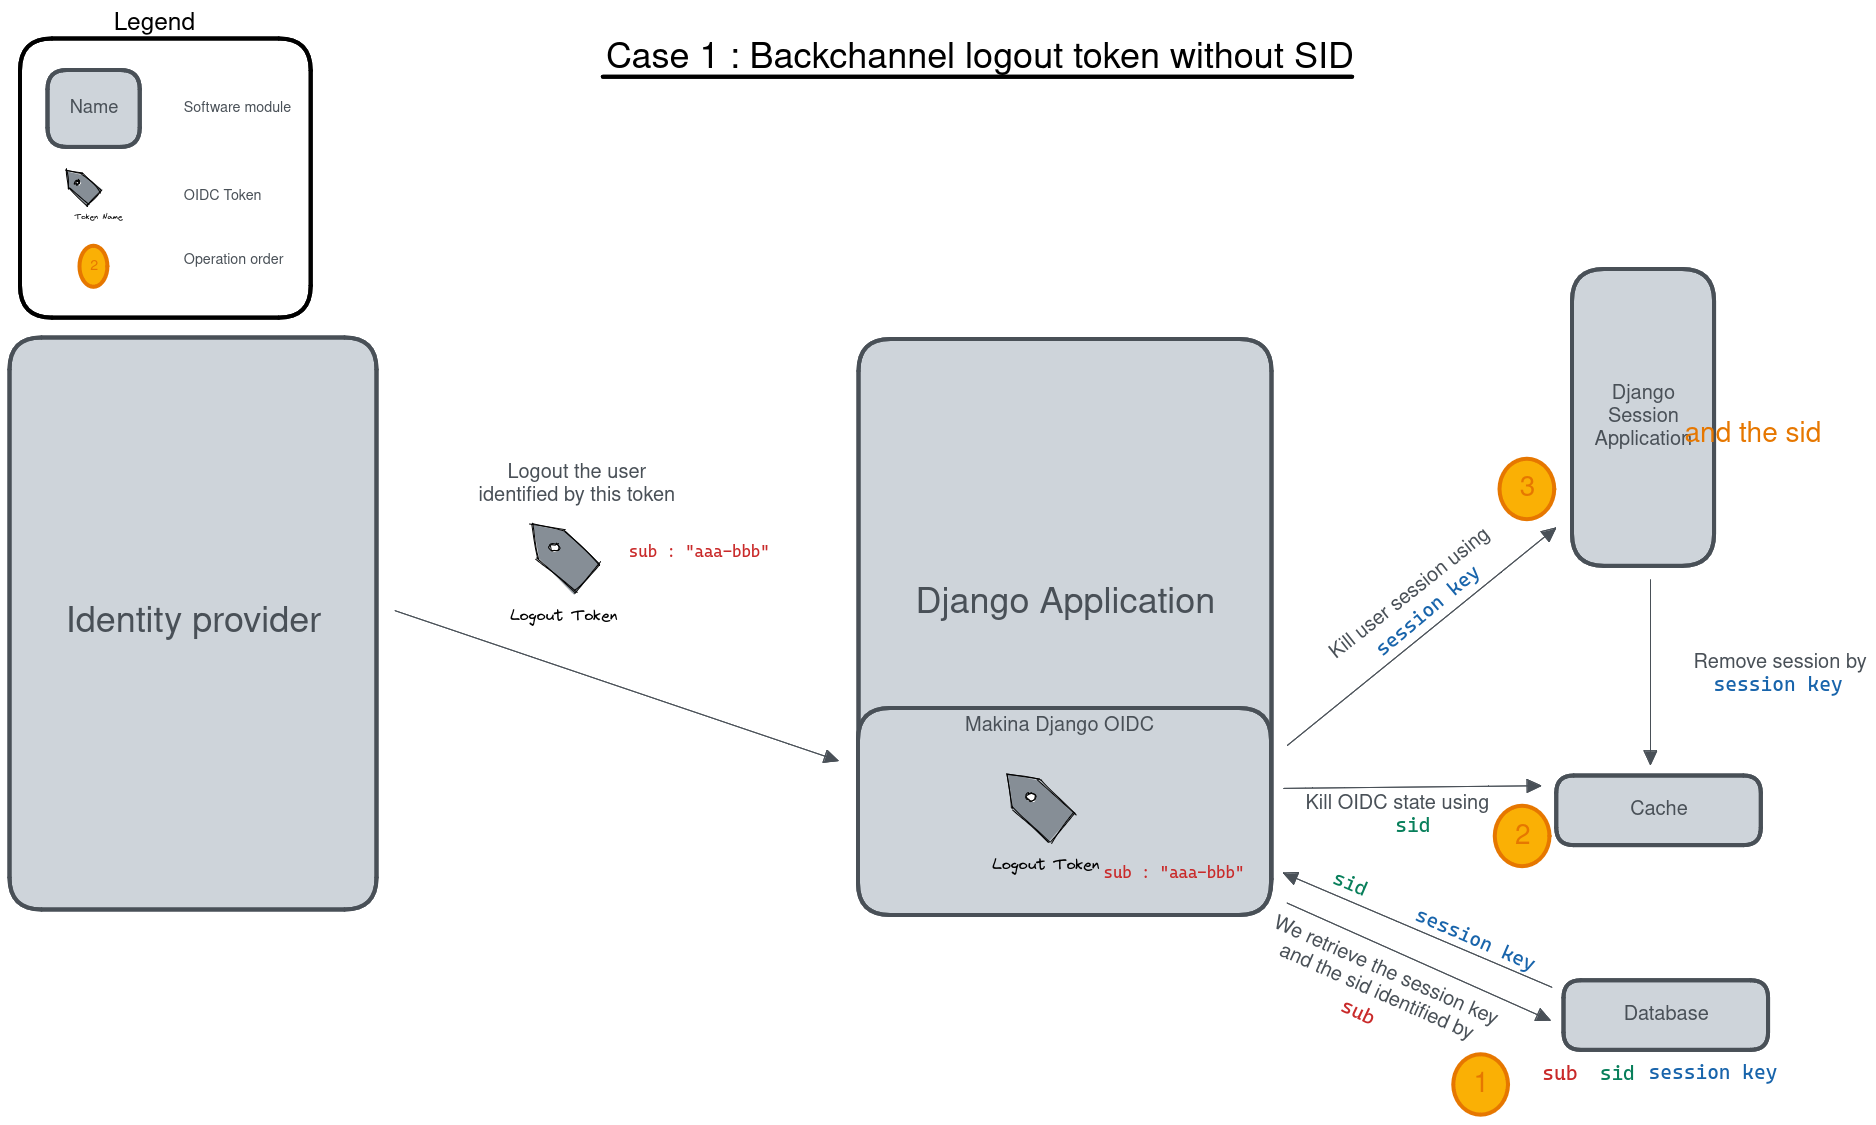 Legend
Name
Software module
Token Name
OIDC Token
2
Operation order
Case 1 : Backchannel logout token without SID
Identity provider
Logout the user
identified by this token
sub : "aaa-bbb"
Logout Token
Django Application
Makina Django OIDC
Logout Token
sub : "aaa-bbb"
Django
Session
Application
and the sid
3
Kill user session using
session key
Remove session by
session key
Kill OIDC state using
sid
2
Cache
sid
session key
We retrieve the session key
and the sid identified by
sub
1
Database
sub sid session key